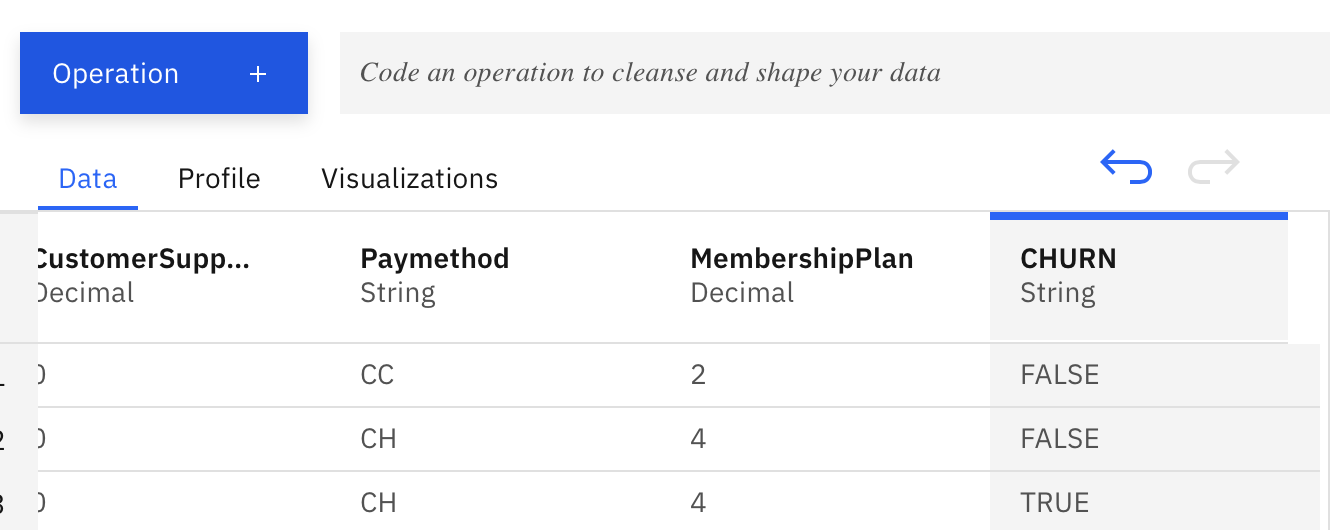 Operation +
Code an operation to cleanse and shape your data
Data Profile Visualizations
CustomerSupp... Paymethod MembershipPlan CHURN
Decimal String Decimal String
1 0 CC 2 FALSE
2 0 CH 4 FALSE
3 0 CH 4 TRUE